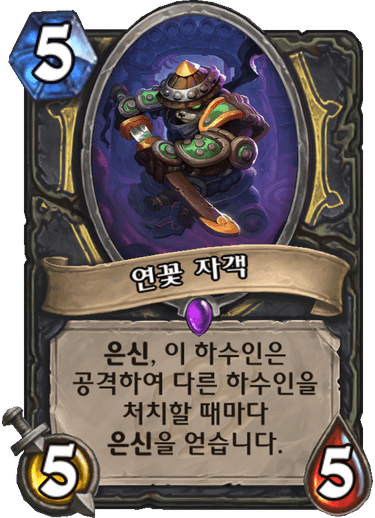 5
연꽃 자객
은신, 이 하수인은
공격하여 다른 하수인을
처치할 때마다
은신을 얻습니다.
5
5